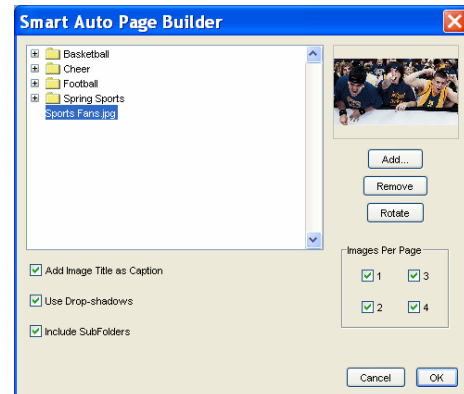 Smart Auto Page Builder
Basketball
Cheer
Football
Spring Sports
Sports Fans.jpg
Add...
Remove
Rotate
Images Per Page
1 3
2 4
Add Image Title as Caption
Use Drop-shadows
Include SubFolders
Cancel OK